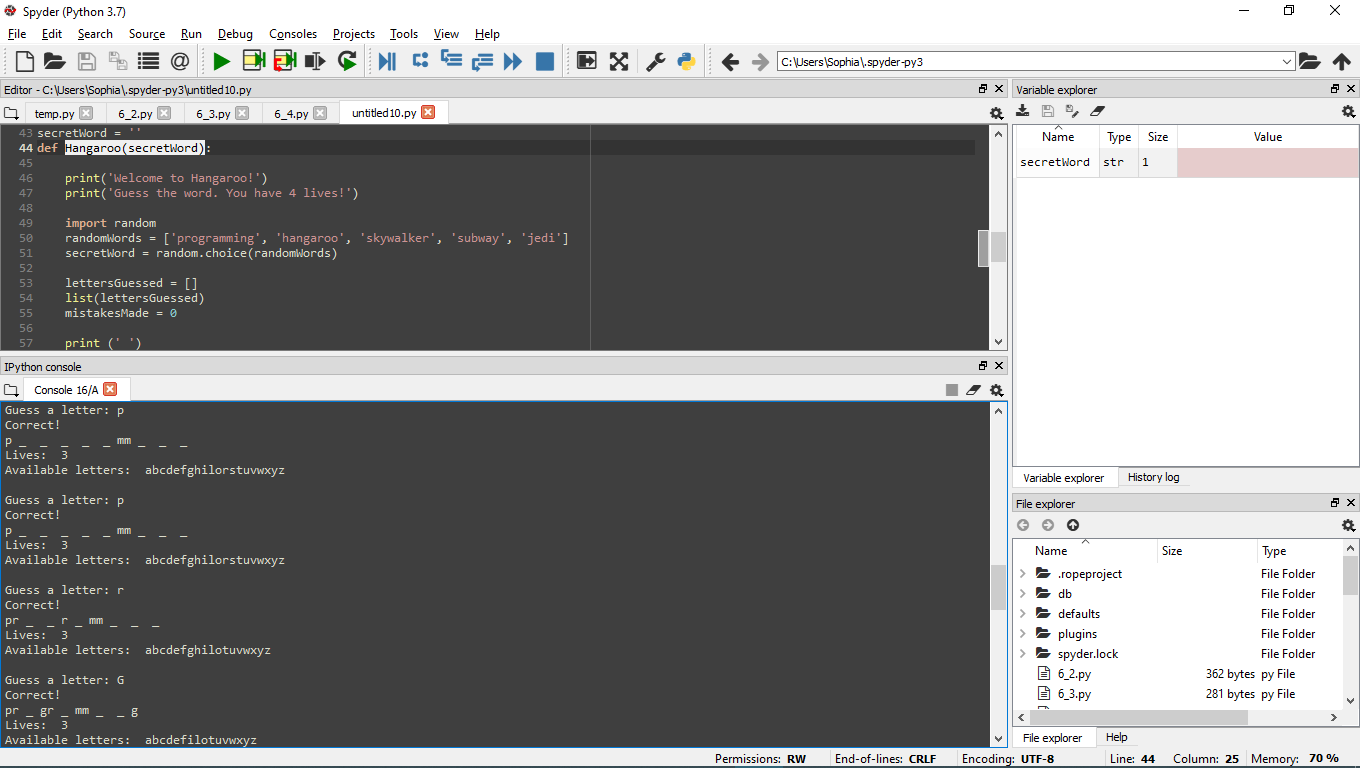 Spyder (Python 3.7)
File Edit Search Source Run Debug Consoles Projects Tools View Help
C:\Users\Sophia\.spyder-py3
Editor - C:\Users\Sophia\.spyder-py3\untitled10.py
temp.py 6_2.py 6_3.py 6_4.py untitled10.py
43 secretWord = ''
44 def Hangaroo(secretWord):
45
46 print('Welcome to Hangaroo!')
47 print('Guess the word. You have 4 lives!')
48
49 import random
50 randomWords = ['programming', 'hangaroo', 'skywalker', 'subway', 'jedi']
51 secretWord = random.choice(randomWords)
52
53 lettersGuessed = []
54 list(lettersGuessed)
55 mistakesMade = 0
56
57 print (' ')
IPython console
Console 16/A
Guess a letter: p
Correct!
p _ _ _ _ _ mm _ _ _
Lives: 3
Available letters: abcdefghilorstuvwxyz
Guess a letter: p
Correct!
p _ _ _ _ _ mm _ _ _
Lives: 3
Available letters: abcdefghilorstuvwxyz
Guess a letter: r
Correct!
pr _ _ r _ mm _ _ _
Lives: 3
Available letters: abcdefghilotuvwxyz
Guess a letter: G
Correct!
pr _ gr _ mm _ _ g
Lives: 3
Available letters: abcdefilotuvwxyz
Variable explorer
Name Type Size Value
secretWord str 1
Variable explorer History log
File explorer
Name Size Type
.ropeproject File Folder
db File Folder
defaults File Folder
plugins File Folder
spyder.lock File Folder
6_2.py 362 bytes py File
6_3.py 281 bytes py File
File explorer Help
Permissions: RW End-of-lines: CRLF Encoding: UTF-8 Line: 44 Column: 25 Memory: 70 %